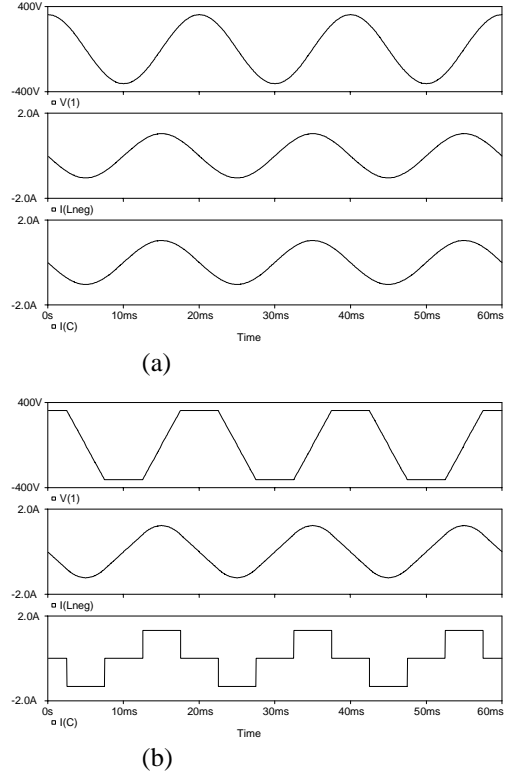 400V
-400V
▫ V(1)
2.0A
-2.0A
▫ I(Lneg)
2.0A
-2.0A
0s 10ms 20ms 30ms 40ms 50ms 60ms
▫ I(C)
Time
(a)
400V
-400V
▫ V(1)
2.0A
-2.0A
▫ I(Lneg)
2.0A
-2.0A
0s 10ms 20ms 30ms 40ms 50ms 60ms
▫ I(C)
Time
(b)